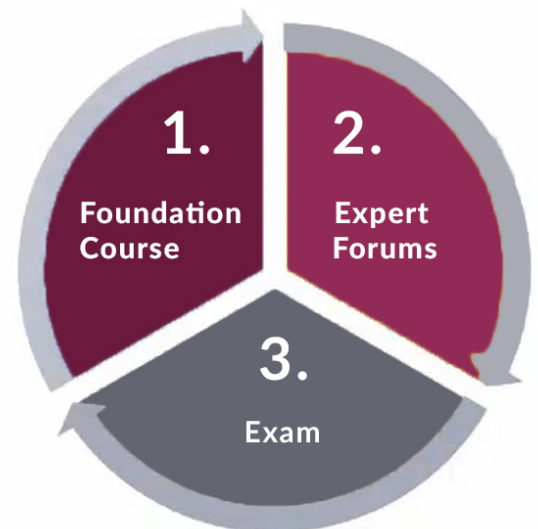 1.
Foundation
Course
2.
Expert
Forums
3.
Exam